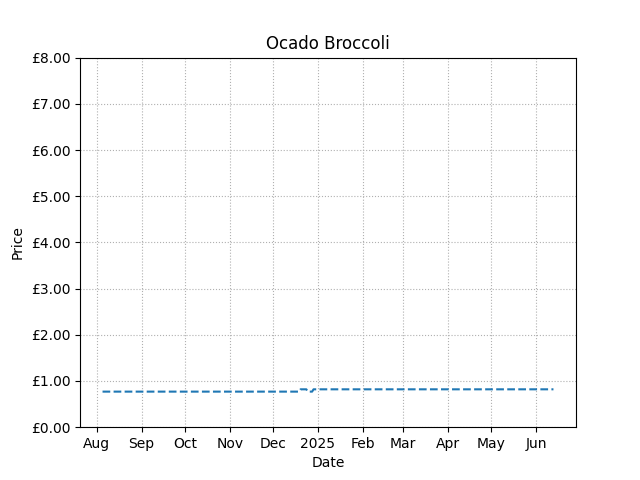 Ocado Broccoli
£8.00
£7.00
£6.00
£5.00
£4.00
£3.00
£2.00
£1.00
£0.00
Price
Aug Sep Oct Nov Dec 2025 Feb Mar Apr May Jun
Date